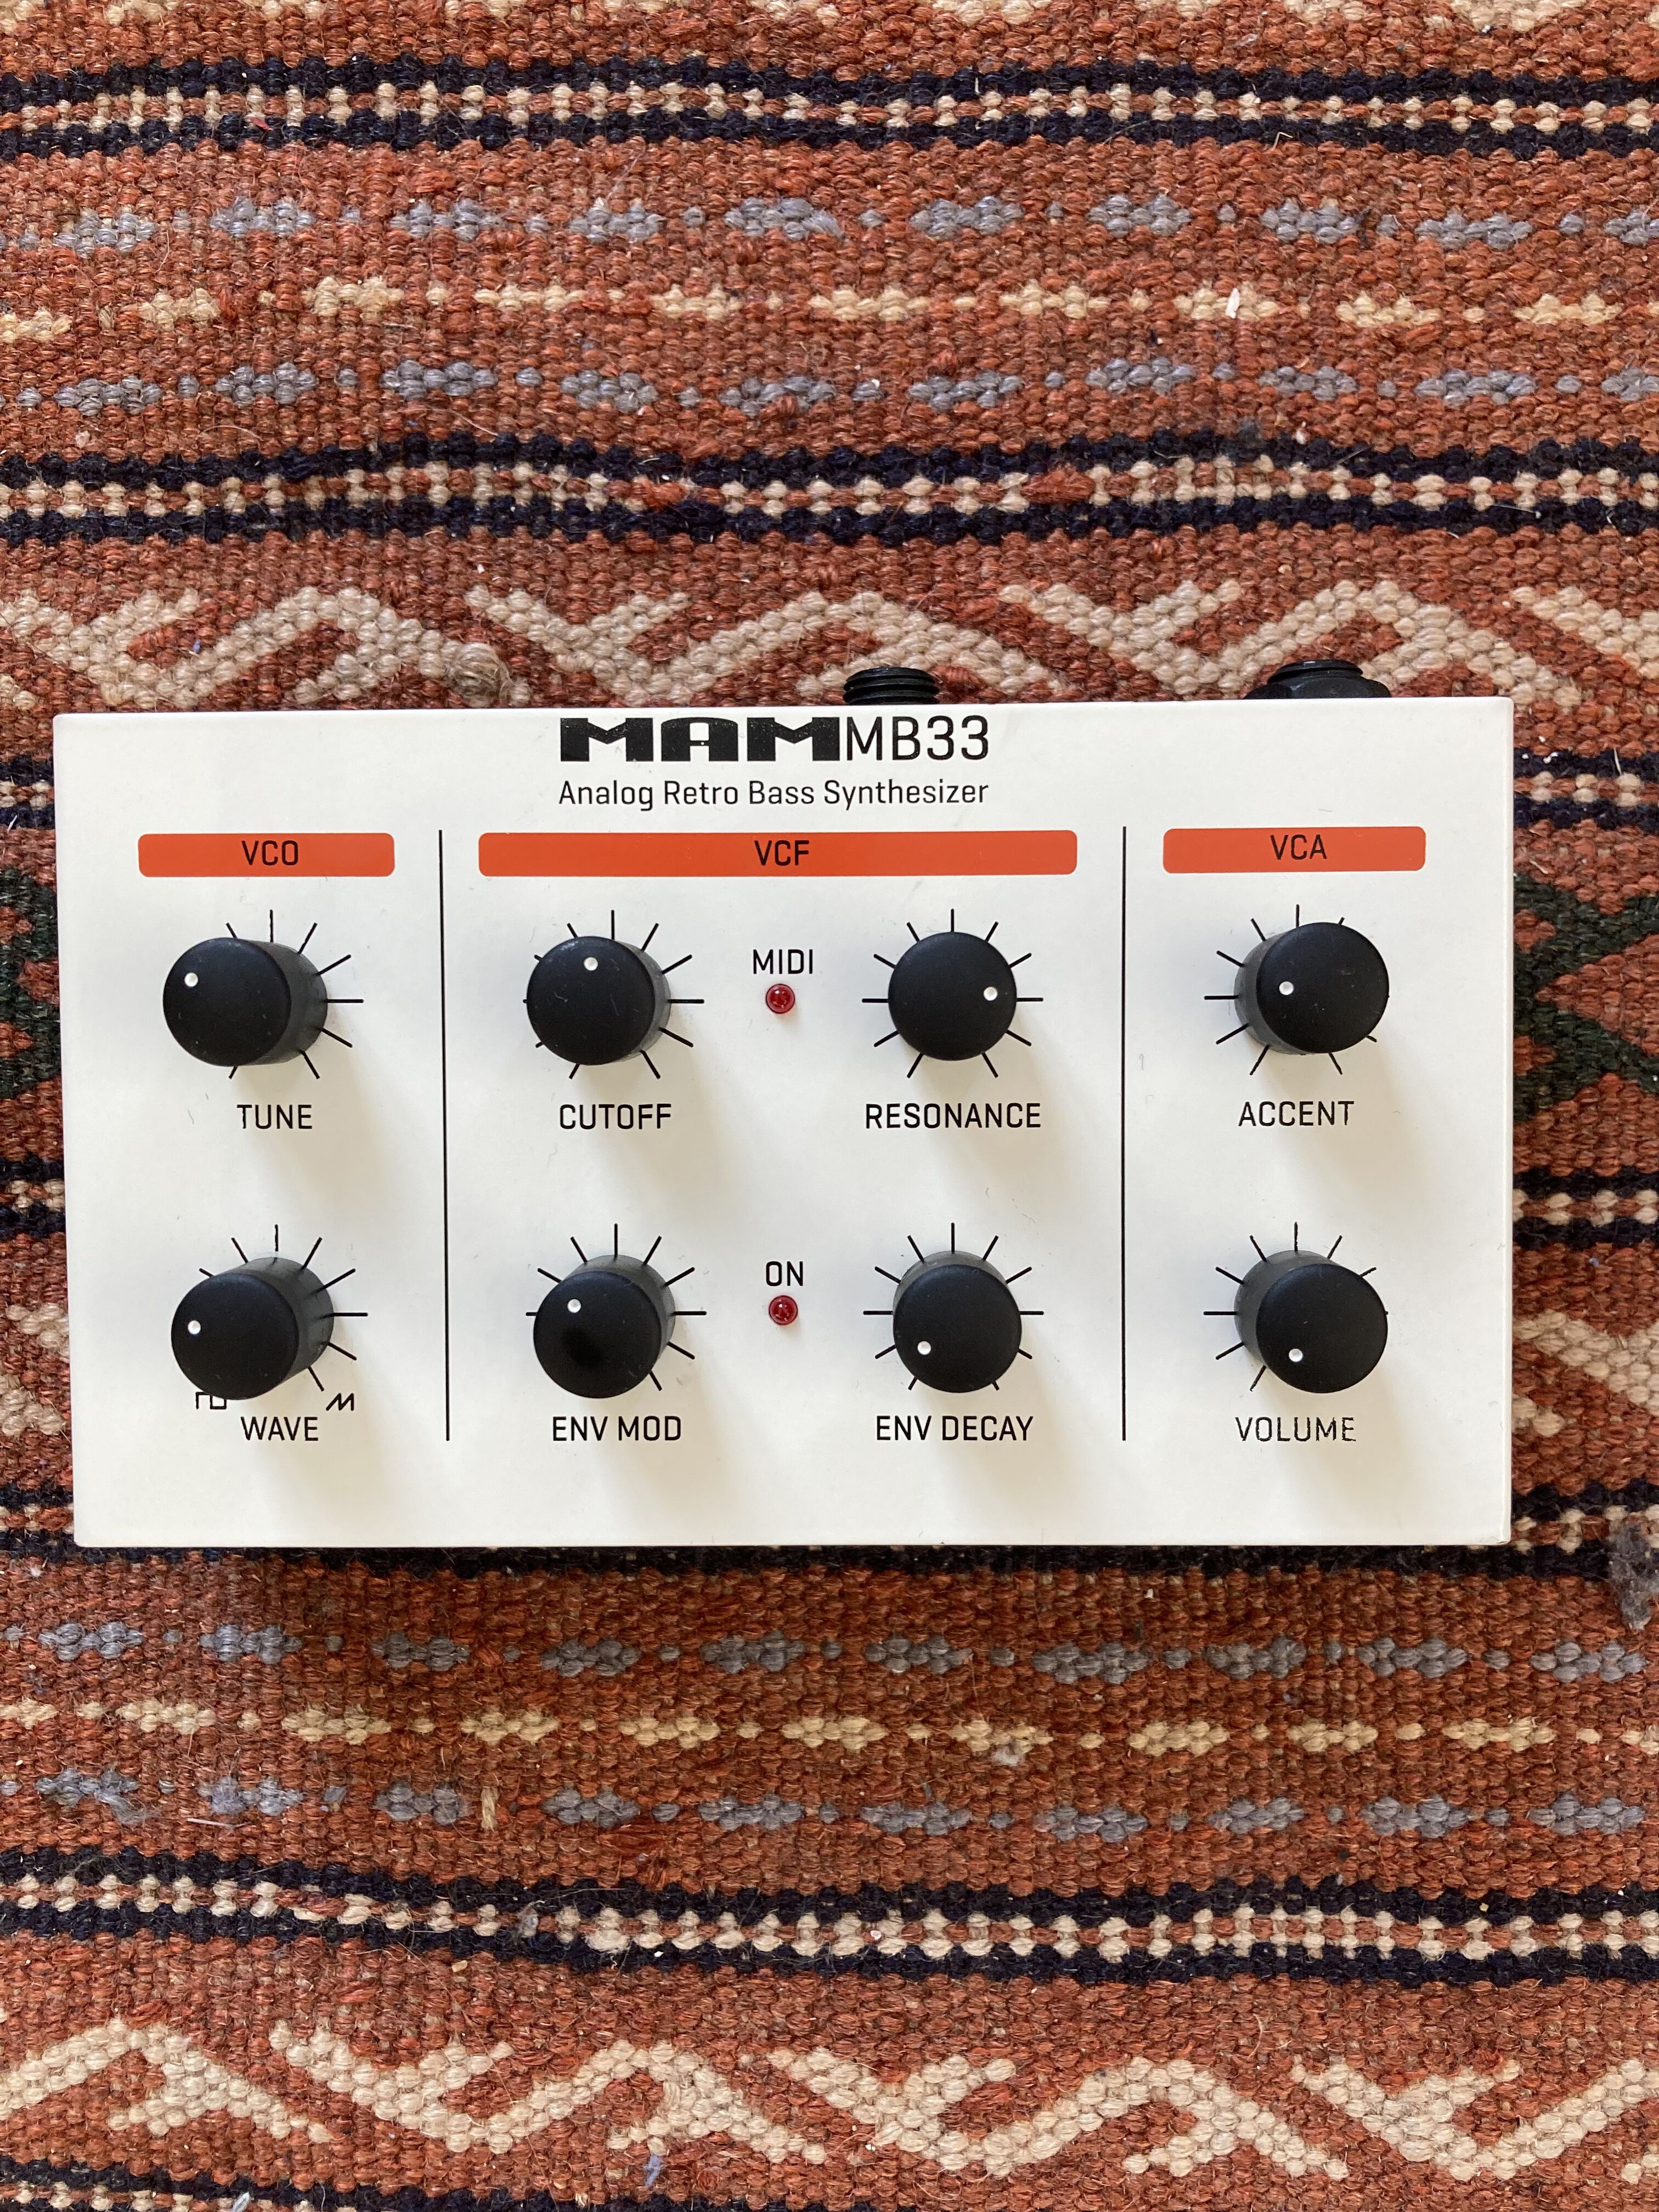 MAM MB33
Analog Retro Bass Synthesizer
VCO VCF VCA
MIDI
TUNE CUTOFF RESONANCE ACCENT
ON
WAVE ENV MOD ENV DECAY VOLUME